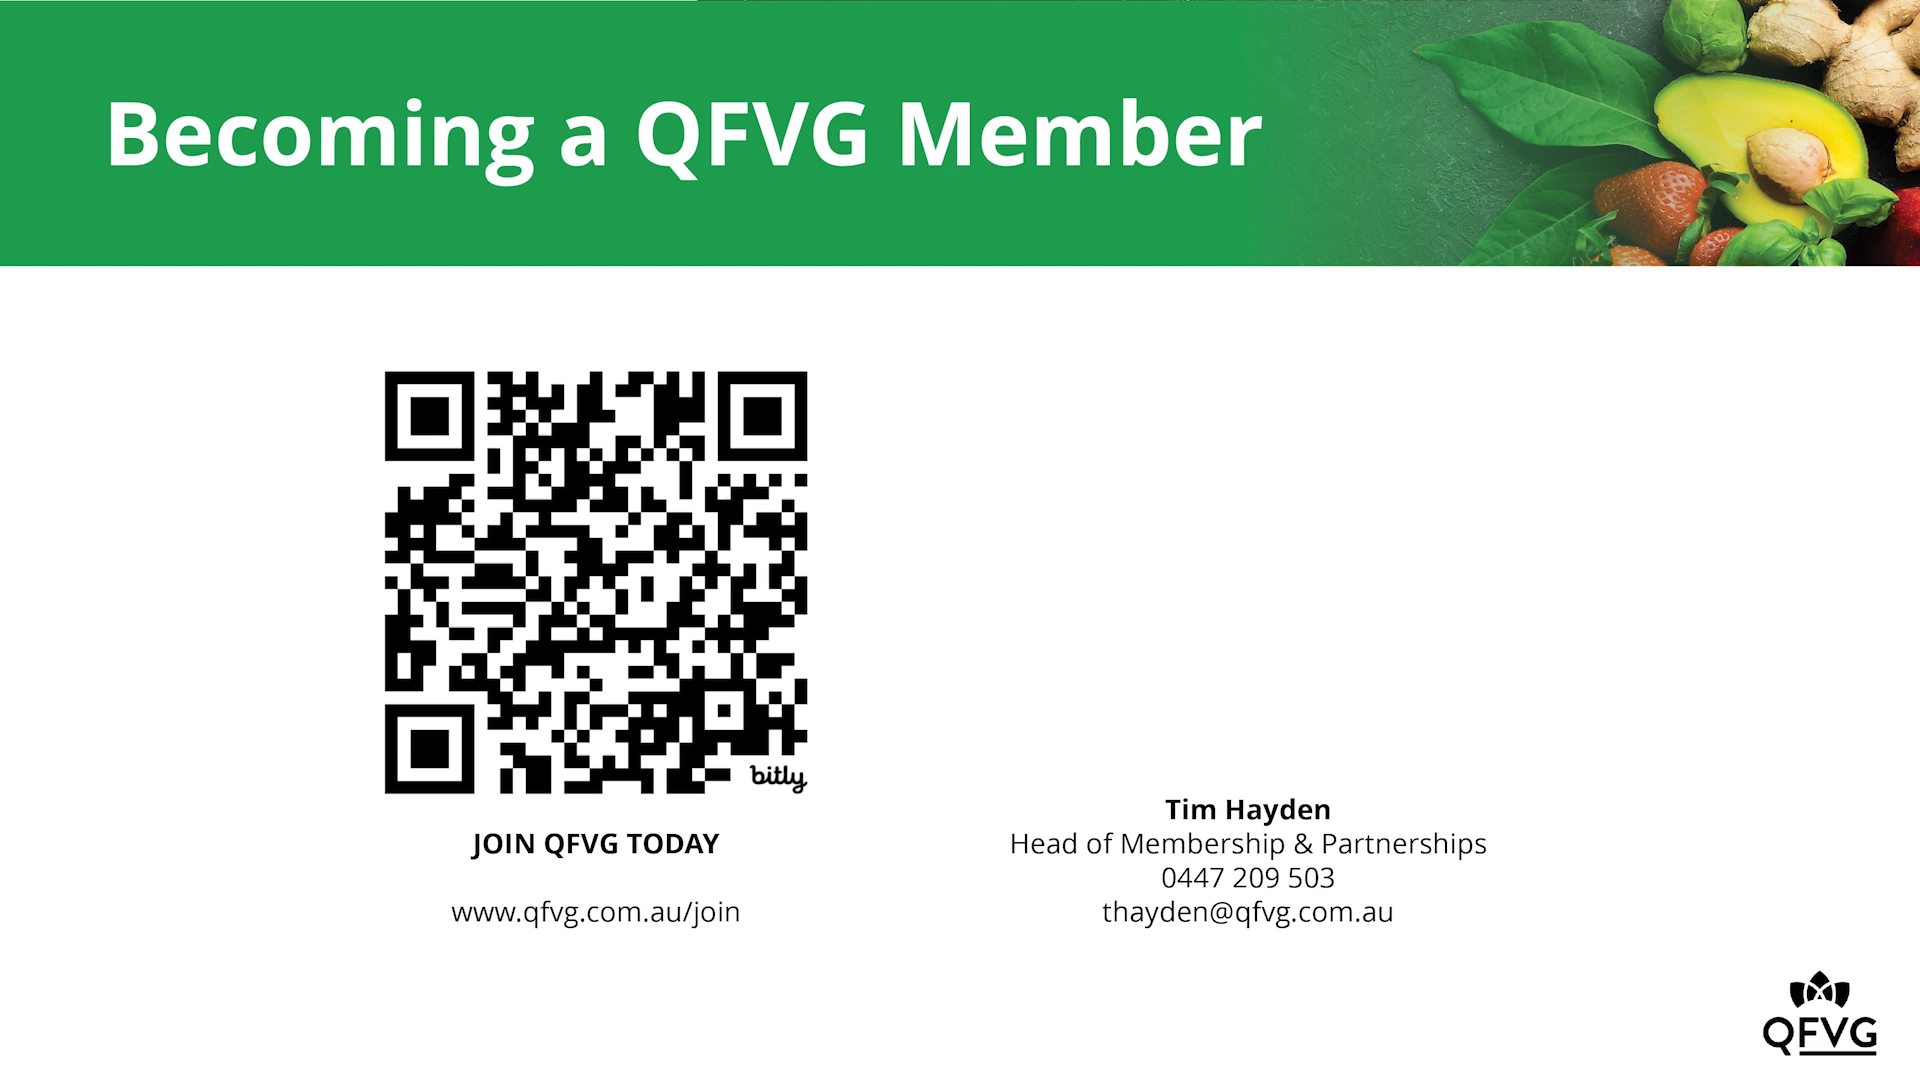 Becoming a QFVG Member
bitly
JOIN QFVG TODAY
www.qfvg.com.au/join
Tim Hayden
Head of Membership & Partnerships
0447 209 503
thayden@qfvg.com.au
QFVG